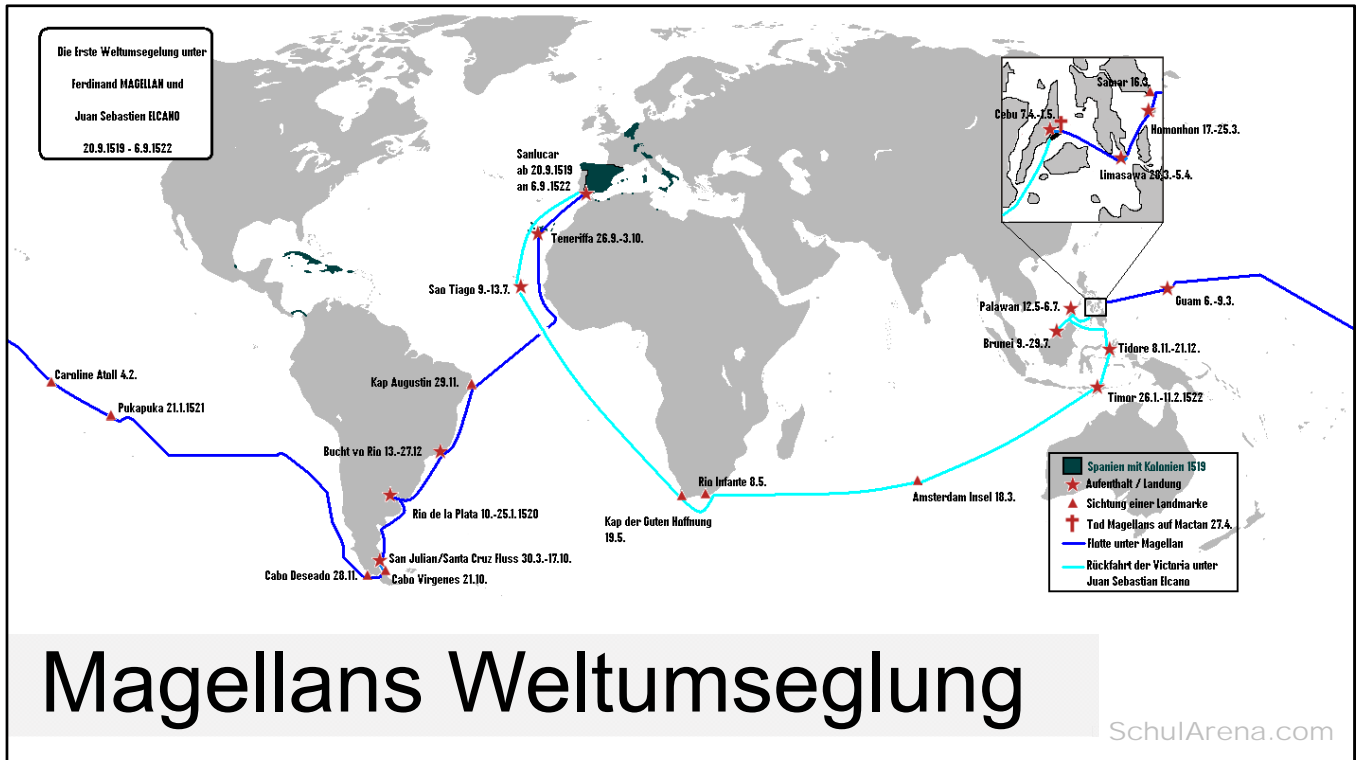 Die Erste Weltumsegelung unter
Ferdinand MAGELLAN und
Juan Sebastien ELCANO
20.9.1519 - 6.9.1522
Sanlucar
ab 20.9.1519
an 6.9 .1522
Teneriffa 26.9.-3.10.
Sao Tiago 9.-13.7.
Samar 16.3.
Cebu 7.4.-1.5.
Homonhon 17.-25.3.
Limasawa 28.3.-5.4.
Guam 6.-9.3.
Palawan 12.5-6.7.
Brunei 9.-29.7.
Tidore 8.11.-21.12.
Timor 26.1.-11.2.1522
Caroline Atoll 4.2.
Pukapuka 21.1.1521
Kap Augustin 29.11.
Bucht vo Rio 13.-27.12
Rio de la Plata 10.-25.1.1520
San Julian/Santa Cruz Fluss 30.3.-17.10.
Cabo Deseado 28.11.
Cabo Virgenes 21.10.
Rio Infante 8.5.
Kap der Guten Hoffnung
19.5.
Amsterdam Insel 18.3.
Spanien mit Kolonien 1519
Aufenthalt / Landung
Sichtung einer Landmarke
Tod Magellans auf Mactan 27.4.
Flotte unter Magellan
Rückfahrt der Victoria unter
Juan Sebastian Elcano
Magellans Weltumseglung
SchulArena.com